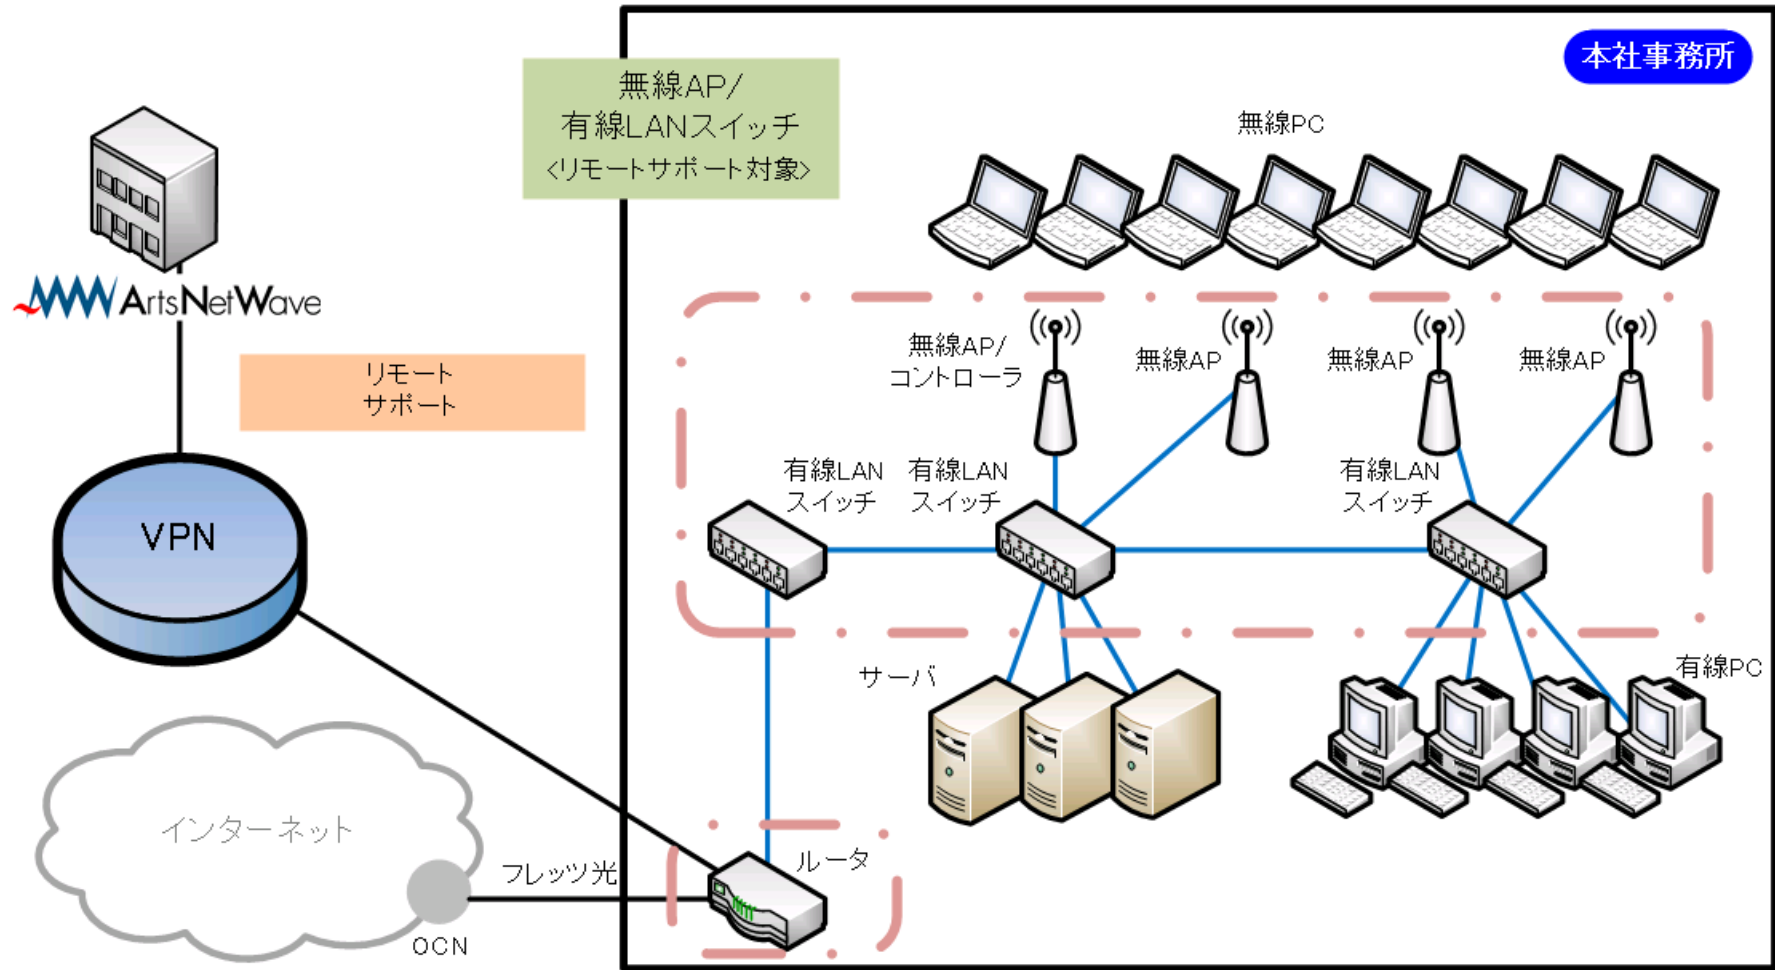 本社事務所
無線AP/
有線LANスイッチ
<リモートサポート対象>
無線PC
ArtsNetWave
無線AP/
コントローラ
無線AP
無線AP
無線AP
リモート
サポート
有線LAN
スイッチ
有線LAN
スイッチ
有線LAN
スイッチ
VPN
サーバ
有線PC
インターネット
フレッツ光
ルータ
OCN